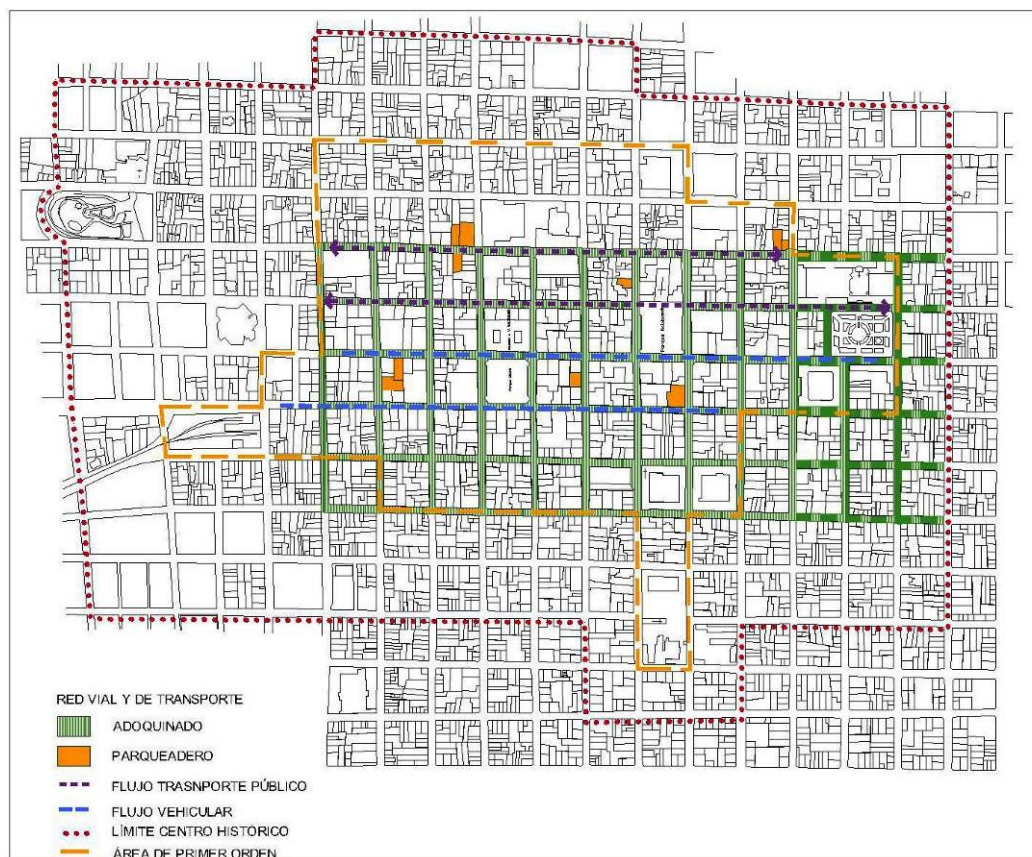 RED VIAL Y DE TRANSPORTE
ADOQUINADO
PARQUEADERO
FLUJO TRASNPORTE PÚBLICO
FLUJO VEHICULAR
LÍMITE CENTRO HISTÓRICO
ÁREA DE PRIMER ORDEN